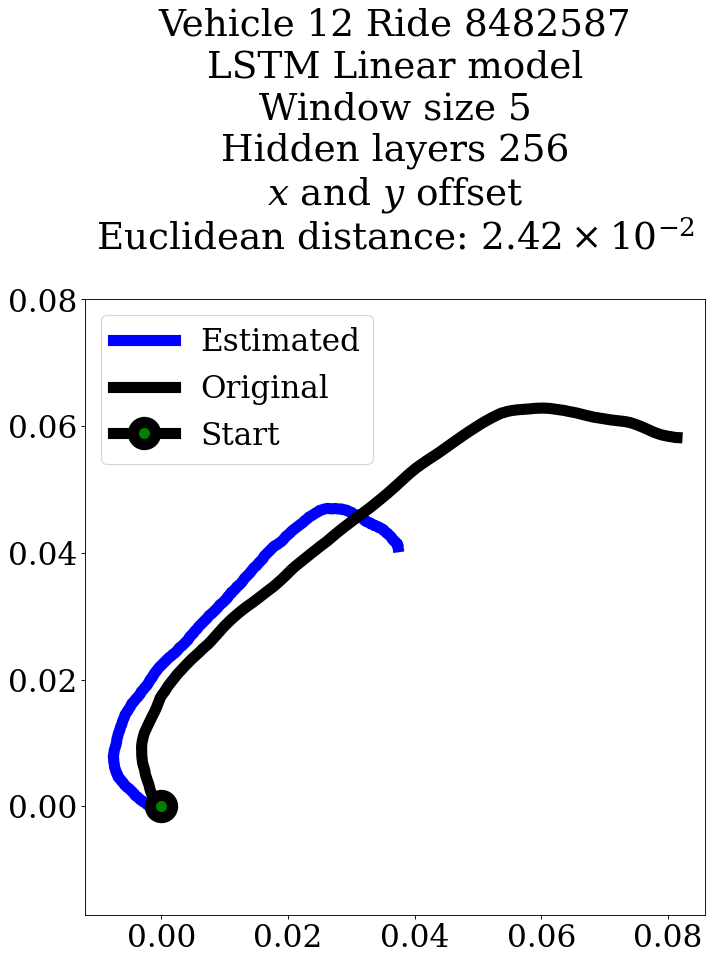 Vehicle 12 Ride 8482587
LSTM Linear model
Window size 5
Hidden layers 256
x and y offset
Euclidean distance: 2.42 × 10⁻²
0.08
Estimated
Original
Start
0.06
0.04
0.02
0.00
0.00 0.02 0.04 0.06 0.08